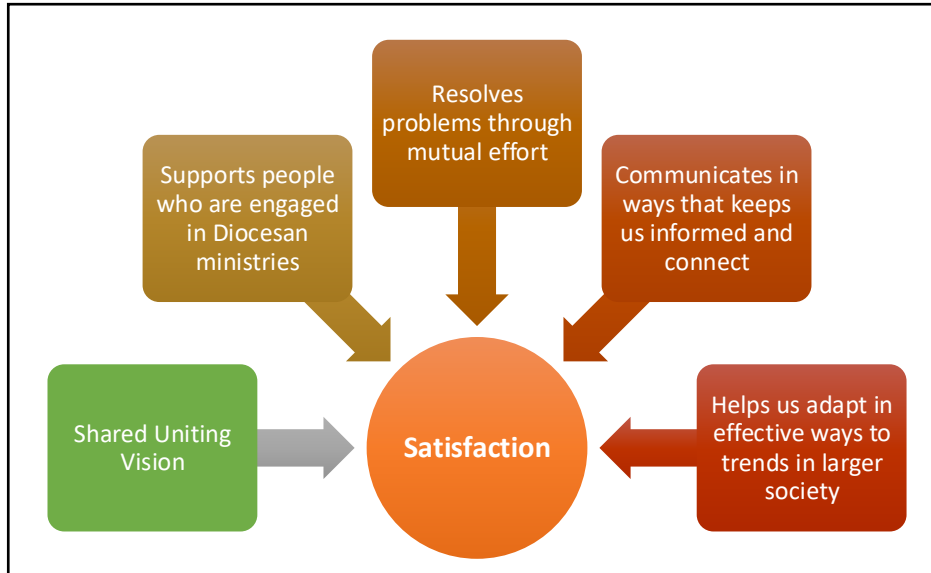 Resolves
problems through
mutual effort
Supports people
who are engaged
in Diocesan
ministries
Communicates in
ways that keeps
us informed and
connect
Shared Uniting
Vision
Satisfaction
Helps us adapt in
effective ways to
trends in larger
society